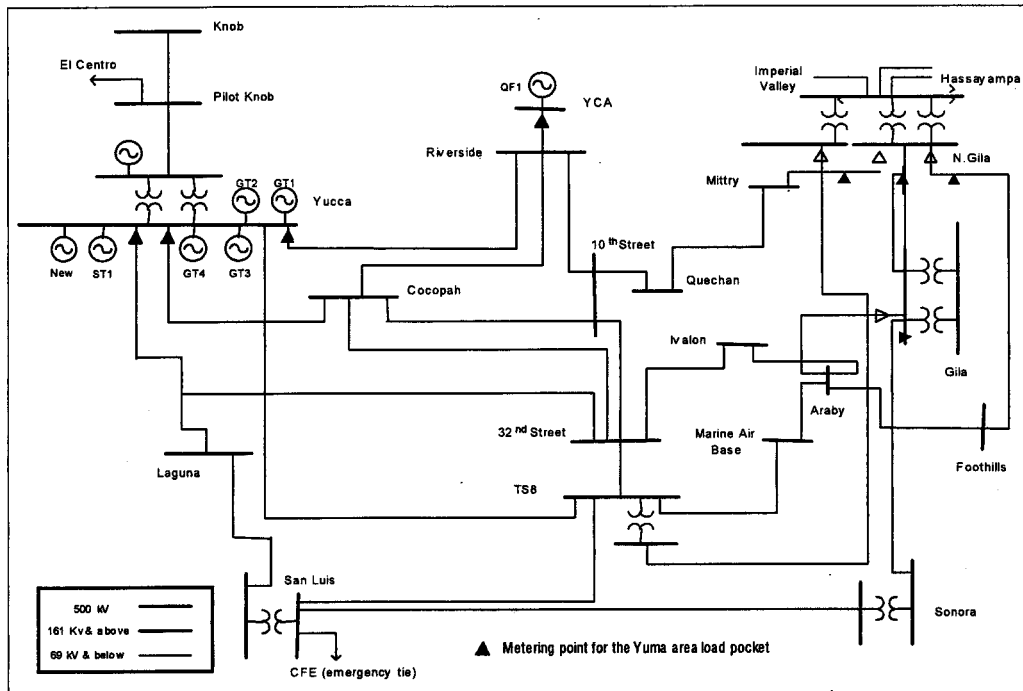 Knob
El Centro
Pilot Knob
QF1
YCA
Riverside
Imperial
Valley
Hassayampa
N.Gila
Mittry
GT2
GT1
Yucca
New
ST1
GT4
GT3
10th Street
Quechan
Cocopah
Ivalon
Gila
Araby
32nd Street
Marine Air
Base
Foothills
Laguna
TS8
San Luis
Sonora
500 kV
161 Kv & above
69 kV & below
CFE (emergency tie)
Metering point for the Yuma area load pocket